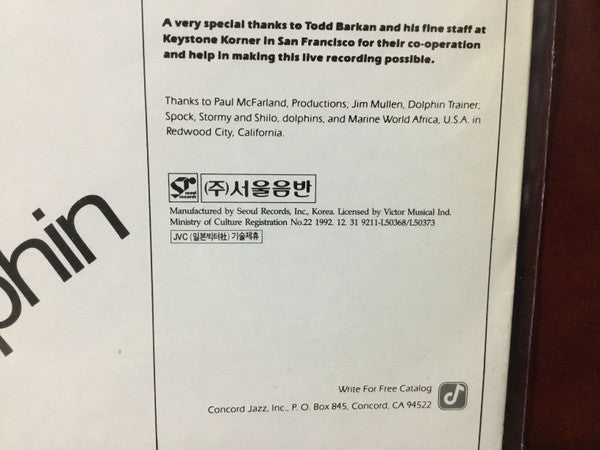 A very special thanks to Todd Barkan and his fine staff at
Keystone Korner in San Francisco for their co-operation
and help in making this live recording possible.
Thanks to Paul McFarland, Productions; Jim Mullen, Dolphin Trainer;
Spock, Stormy and Shilo, dolphins, and Marine World Africa, U.S.A. in
Redwood City, California.
phin
SR seoul records (주)서울음반
Manufactured by Seoul Records, Inc., Korea. Licensed by Victor Musical Ind.
Ministry of Culture Registration No.22 1992. 12. 31 9211-L50368/L50373
JVC (일본빅터社) 기술제휴
Write For Free Catalog
Concord Jazz, Inc., P. O. Box 845, Concord, CA 94522